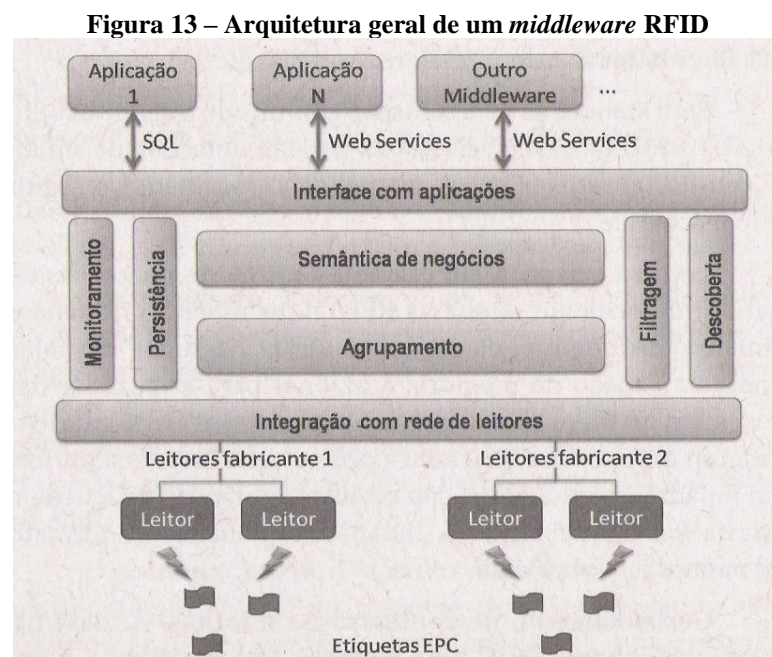 Figura 13 – Arquitetura geral de um middleware RFID
Aplicação
1
Aplicação
N
Outro
Middleware
...
SQL
Web Services
Web Services
Interface com aplicações
Monitoramento
Persistência
Semântica de negócios
Agrupamento
Filtragem
Descoberta
Integração com rede de leitores
Leitores fabricante 1
Leitores fabricante 2
Leitor
Leitor
Leitor
Leitor
Etiquetas EPC